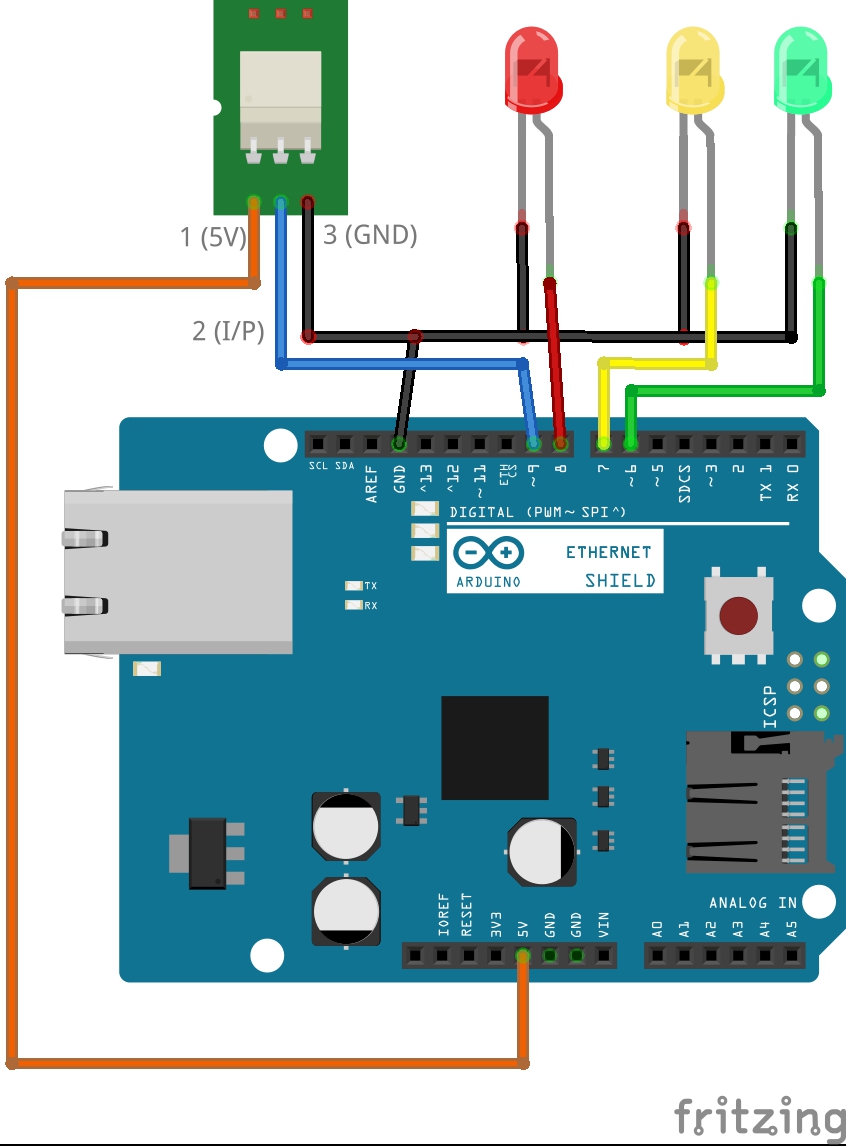 1 (5V)
3 (GND)
2 (I/P)
SCL
SDA
AREF
GND
^13
^12
~11
ETH
CS
~9
8
7
~6
~5
SDCS
~3
2
TX 1
RX 0
DIGITAL (PWM~ SPI^)
ARDUINO
ETHERNET
SHIELD
TX
RX
ICSP
ANALOG IN
IOREF
RESET
3V3
5V
GND
GND
VIN
A0
A1
A2
A3
A4
A5
fritzing